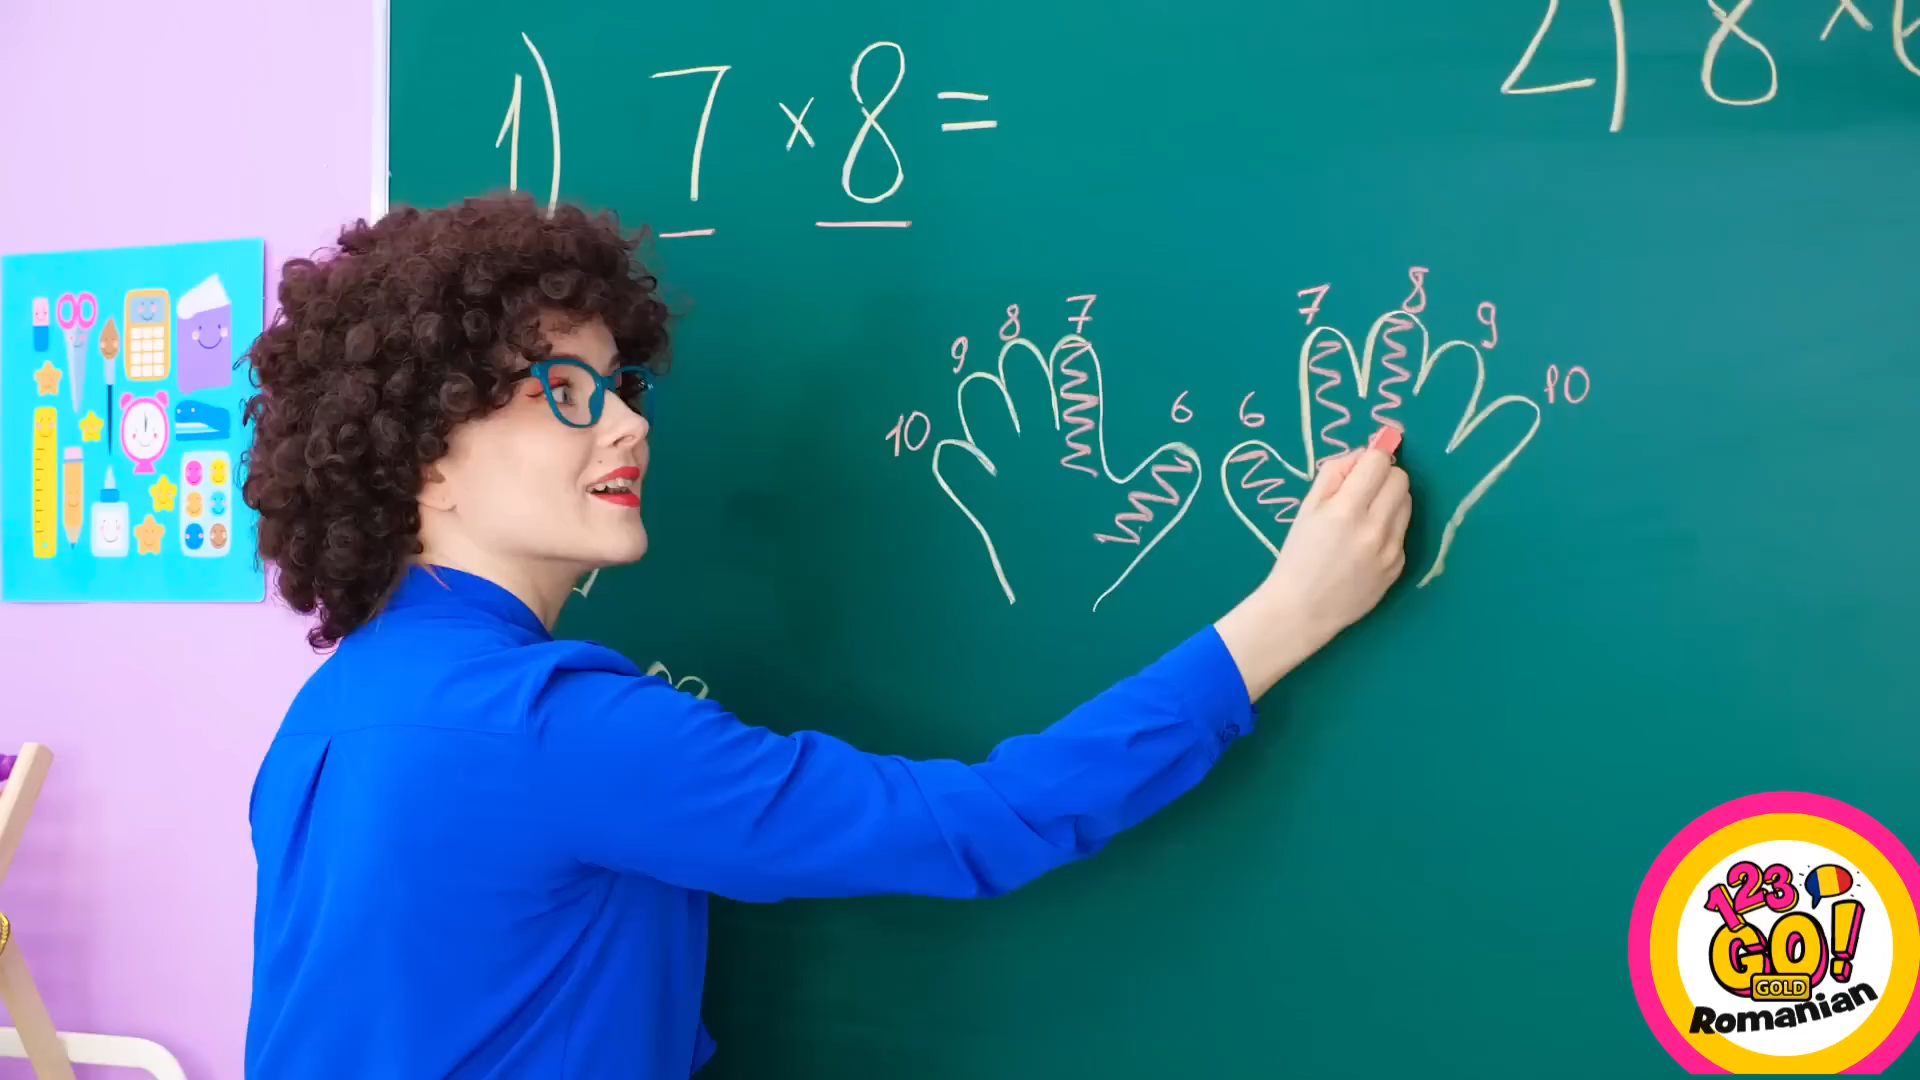 1) 7 x 8 =
2) 8 x
10 9 8 7 6
6 7 8 9 10
123
GO!
GOLD
Romanian